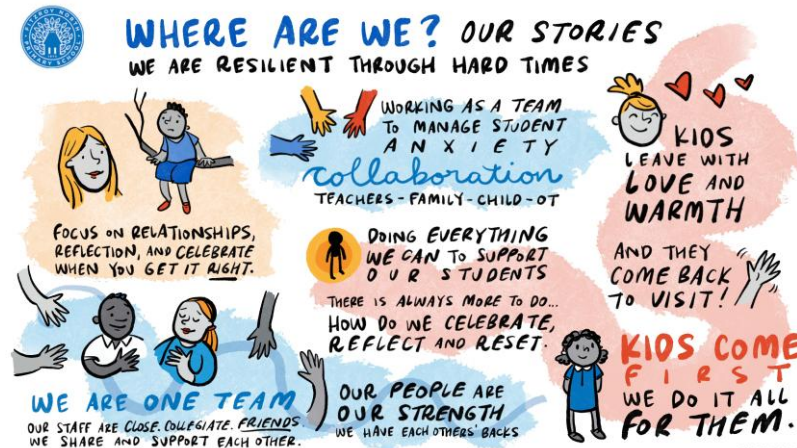 FITZROY NORTH
PRIMARY SCHOOL
WHERE ARE WE? OUR STORIES
WE ARE RESILIENT THROUGH HARD TIMES
FOCUS ON RELATIONSHIPS,
REFLECTION, AND CELEBRATE
WHEN YOU GET IT RIGHT.
WORKING AS A TEAM
TO MANAGE STUDENT
ANXIETY
collaboration
TEACHERS - FAMILY - CHILD - OT
DOING EVERYTHING
WE CAN TO SUPPORT
OUR STUDENTS
THERE IS ALWAYS MORE TO DO...
HOW DO WE CELEBRATE,
REFLECT AND RESET.
KIDS
LEAVE WITH
LOVE AND
WARMTH
AND THEY
COME BACK
TO VISIT!
WE ARE ONE TEAM
OUR STAFF ARE CLOSE. COLLEGIATE. FRIENDS
WE SHARE AND SUPPORT EACH OTHER.
OUR PEOPLE ARE
OUR STRENGTH
WE HAVE EACH OTHERS' BACKS
KIDS COME
FIRST
WE DO IT ALL
FOR THEM.